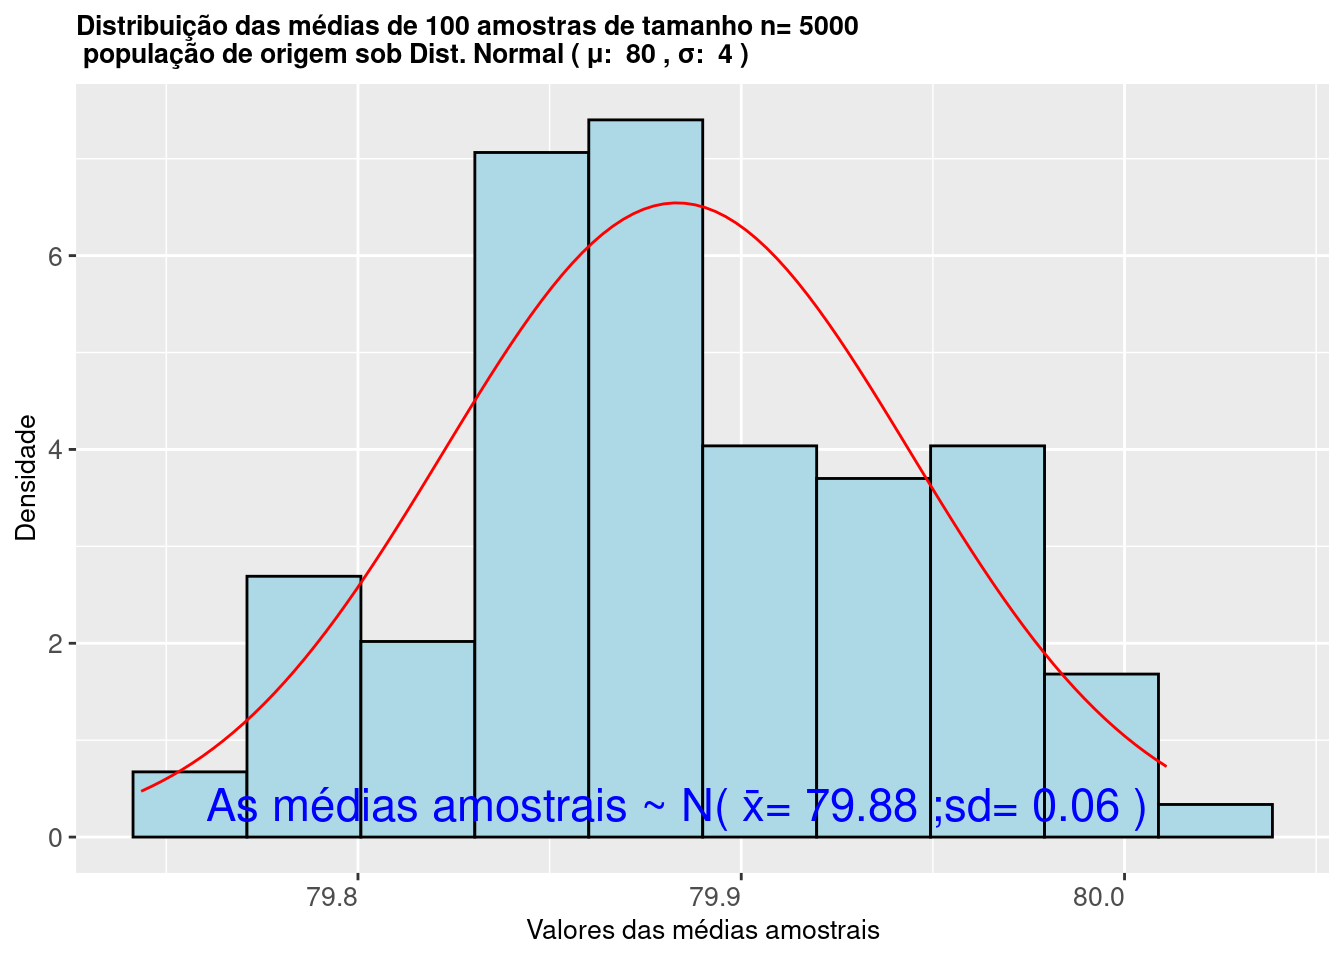 Distribuição das médias de 100 amostras de tamanho n= 5000
população de origem sob Dist. Normal ( μ:  80 , σ:  4 )
Densidade
6
4
2
0
As médias amostrais ~ N( x̄= 79.88 ;sd= 0.06 )
79.8 79.9 80.0
Valores das médias amostrais